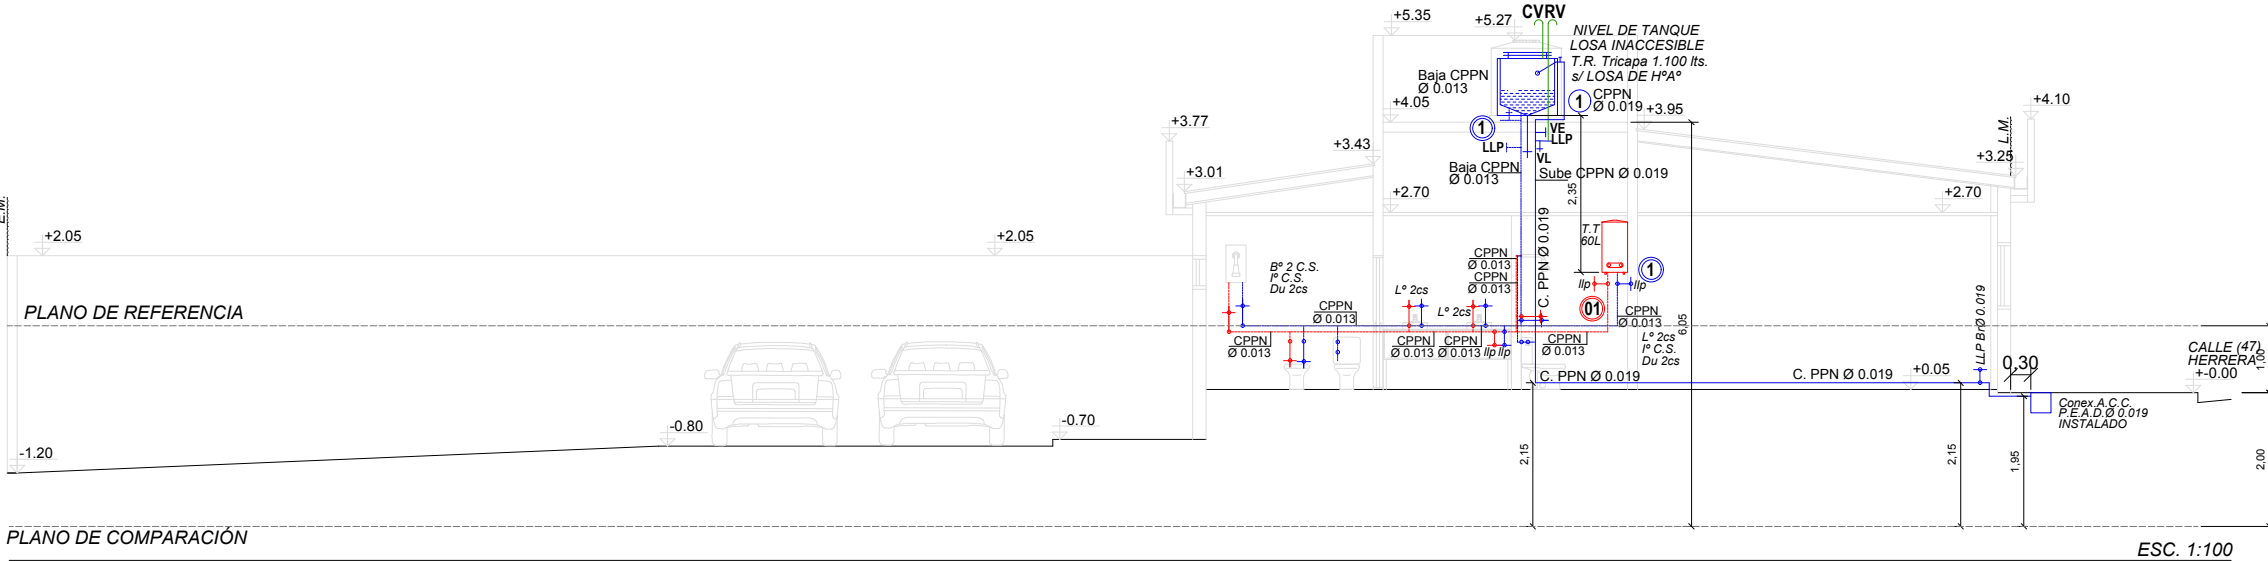 +5.35
+5.27
CVRV
NIVEL DE TANQUE
LOSA INACCESIBLE
T.R. Tricapa 1.100 lts.
s/ LOSA DE HºAº
Baja CPPN
Ø 0.013
1
CPPN
Ø 0.019
+4.05
+3.95
+4.10
+3.77
1
VE
LLP
L.M.
+3.43
LLP
VL
+3.25
+3.01
Baja CPPN
Ø 0.013
Sube CPPN Ø 0.019
2,35
+2.70
+2.70
+2.05
+2.05
C. PPN Ø 0.019
T.T
60L
CPPN
Ø 0.013
CPPN
Ø 0.013
1
Bº 2 C.S.
Iº C.S.
Du 2cs
Lº 2cs
llp
llp
LLP BrØ 0.019
PLANO DE REFERENCIA
CPPN
Ø 0.013
Lº 2cs
01
CPPN
Ø 0.013
6,05
CPPN
Ø 0.013
CPPN
Ø 0.013
CPPN
Ø 0.013
llp
llp
CPPN
Ø 0.013
Lº 2cs
Iº C.S.
Du 2cs
CALLE (47)
HERRERA
1,00
+-0.00
C. PPN Ø 0.019
C. PPN Ø 0.019
+0.05
0,30
Conex.A.C.C.
P.E.A.D.Ø 0.019
INSTALADO
-0.80
-0.70
-1.20
2,15
2,15
1,95
2,00
PLANO DE COMPARACIÓN
ESC. 1:100